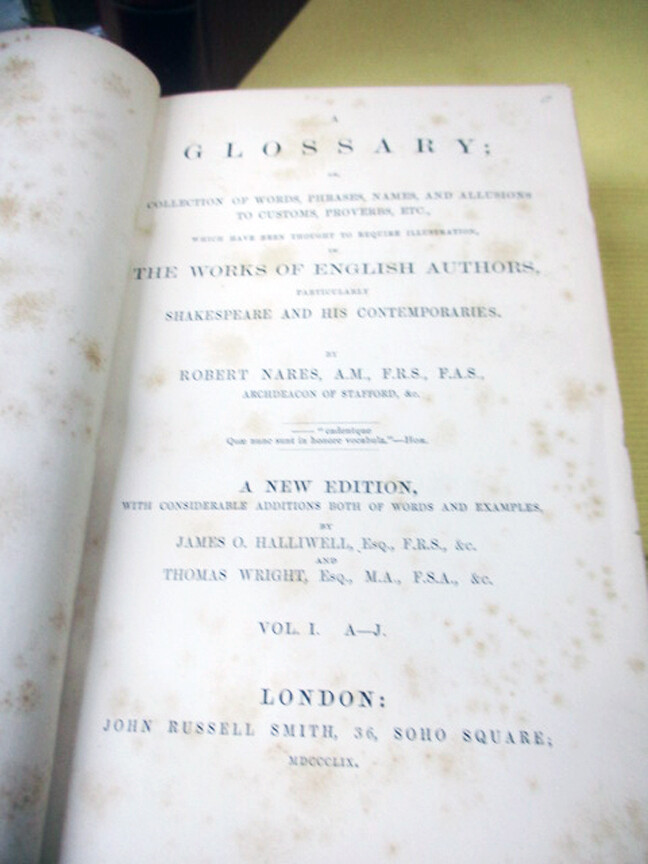 A
GLOSSARY;
OR,
COLLECTION OF WORDS, PHRASES, NAMES, AND ALLUSIONS
TO CUSTOMS, PROVERBS, ETC.,
WHICH HAVE BEEN THOUGHT TO REQUIRE ILLUSTRATION,
IN
THE WORKS OF ENGLISH AUTHORS,
PARTICULARLY
SHAKESPEARE AND HIS CONTEMPORARIES.
BY
ROBERT NARES, A.M., F.R.S., F.A.S.,
ARCHDEACON OF STAFFORD, &c.
—— "cadentque
Quæ nunc sunt in honore vocabula."—Hor.
A NEW EDITION,
WITH CONSIDERABLE ADDITIONS BOTH OF WORDS AND EXAMPLES,
BY
JAMES O. HALLIWELL, Esq., F.R.S., &c.
AND
THOMAS WRIGHT, Esq., M.A., F.S.A., &c.
VOL. I. A—J.
LONDON:
JOHN RUSSELL SMITH, 36, SOHO SQUARE;
MDCCCLIX.